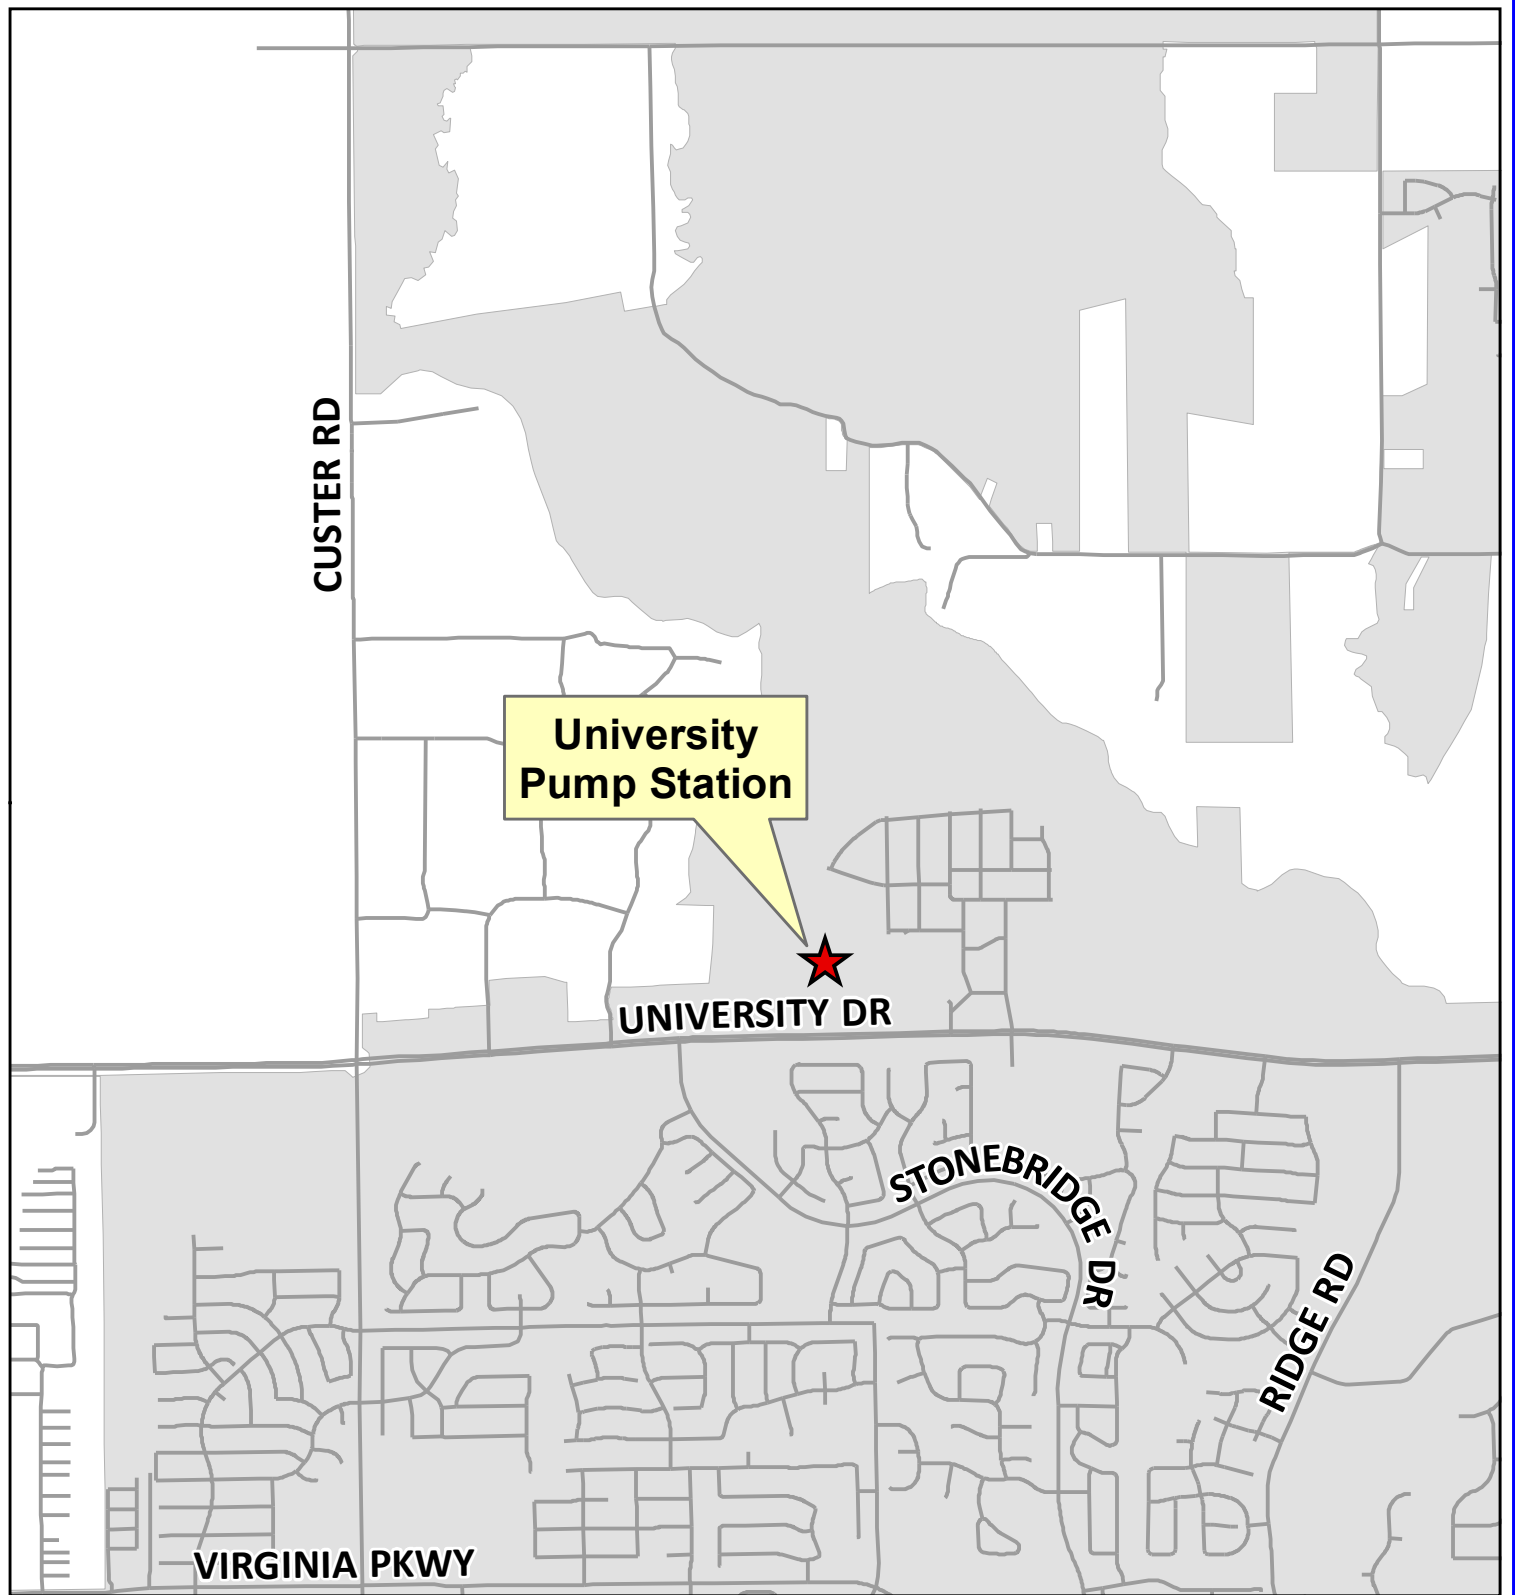 CUSTER RD
University
Pump Station
UNIVERSITY DR
STONEBRIDGE DR
RIDGE RD
VIRGINIA PKWY